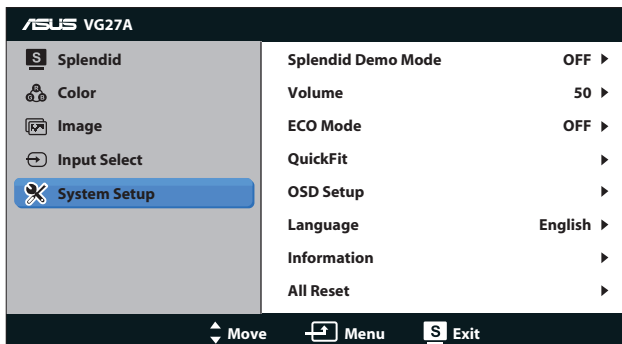 ASUS VG27A
S Splendid
Color
Image
Input Select
System Setup
Splendid Demo Mode OFF
Volume 50
ECO Mode OFF
QuickFit
OSD Setup
Language English
Information
All Reset
Move Menu S Exit